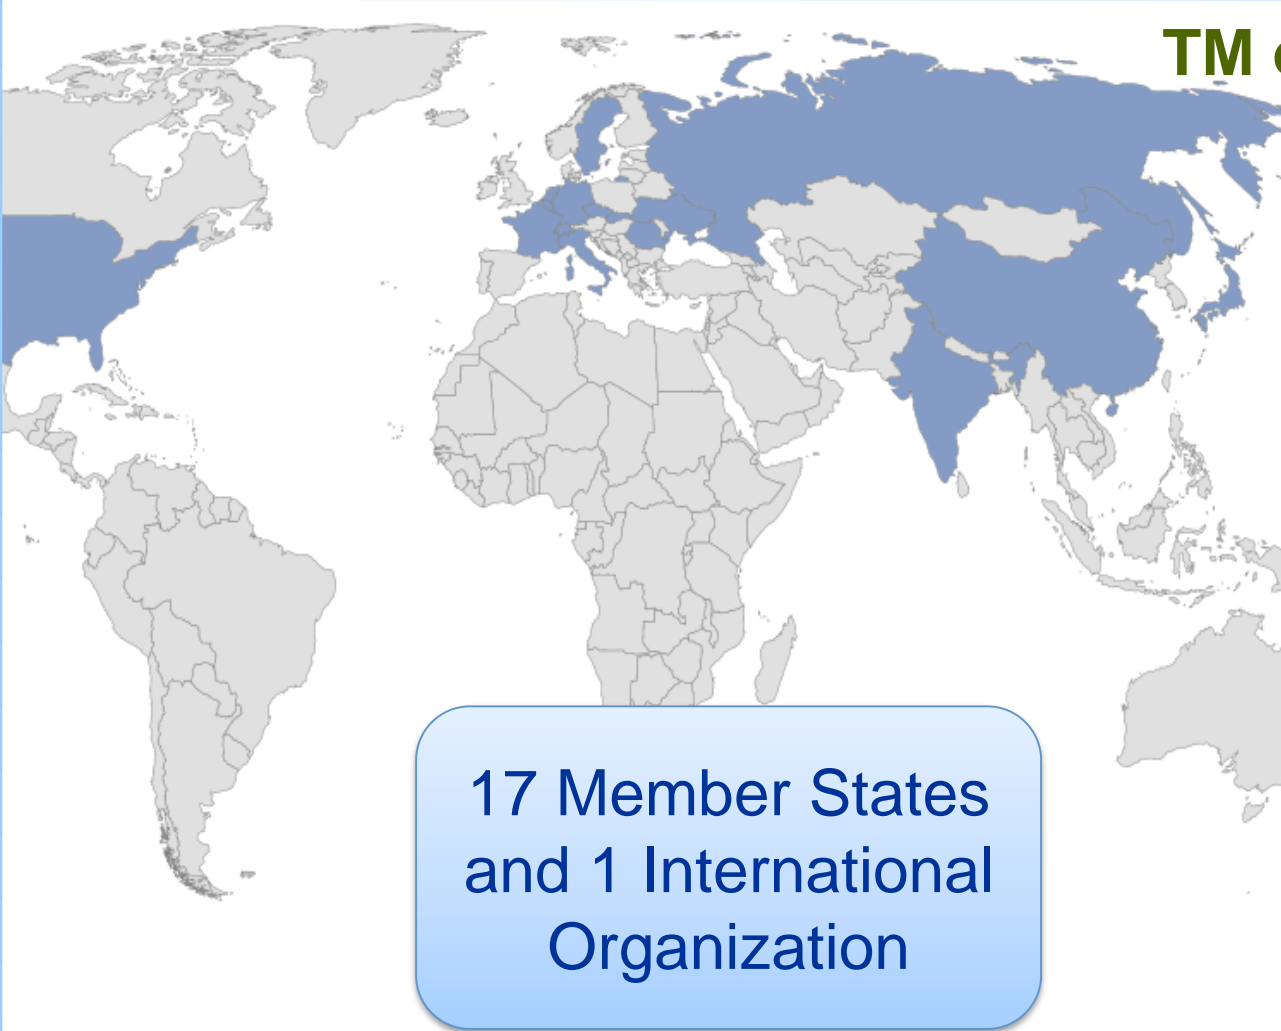 TM
17 Member States
and 1 International
Organization